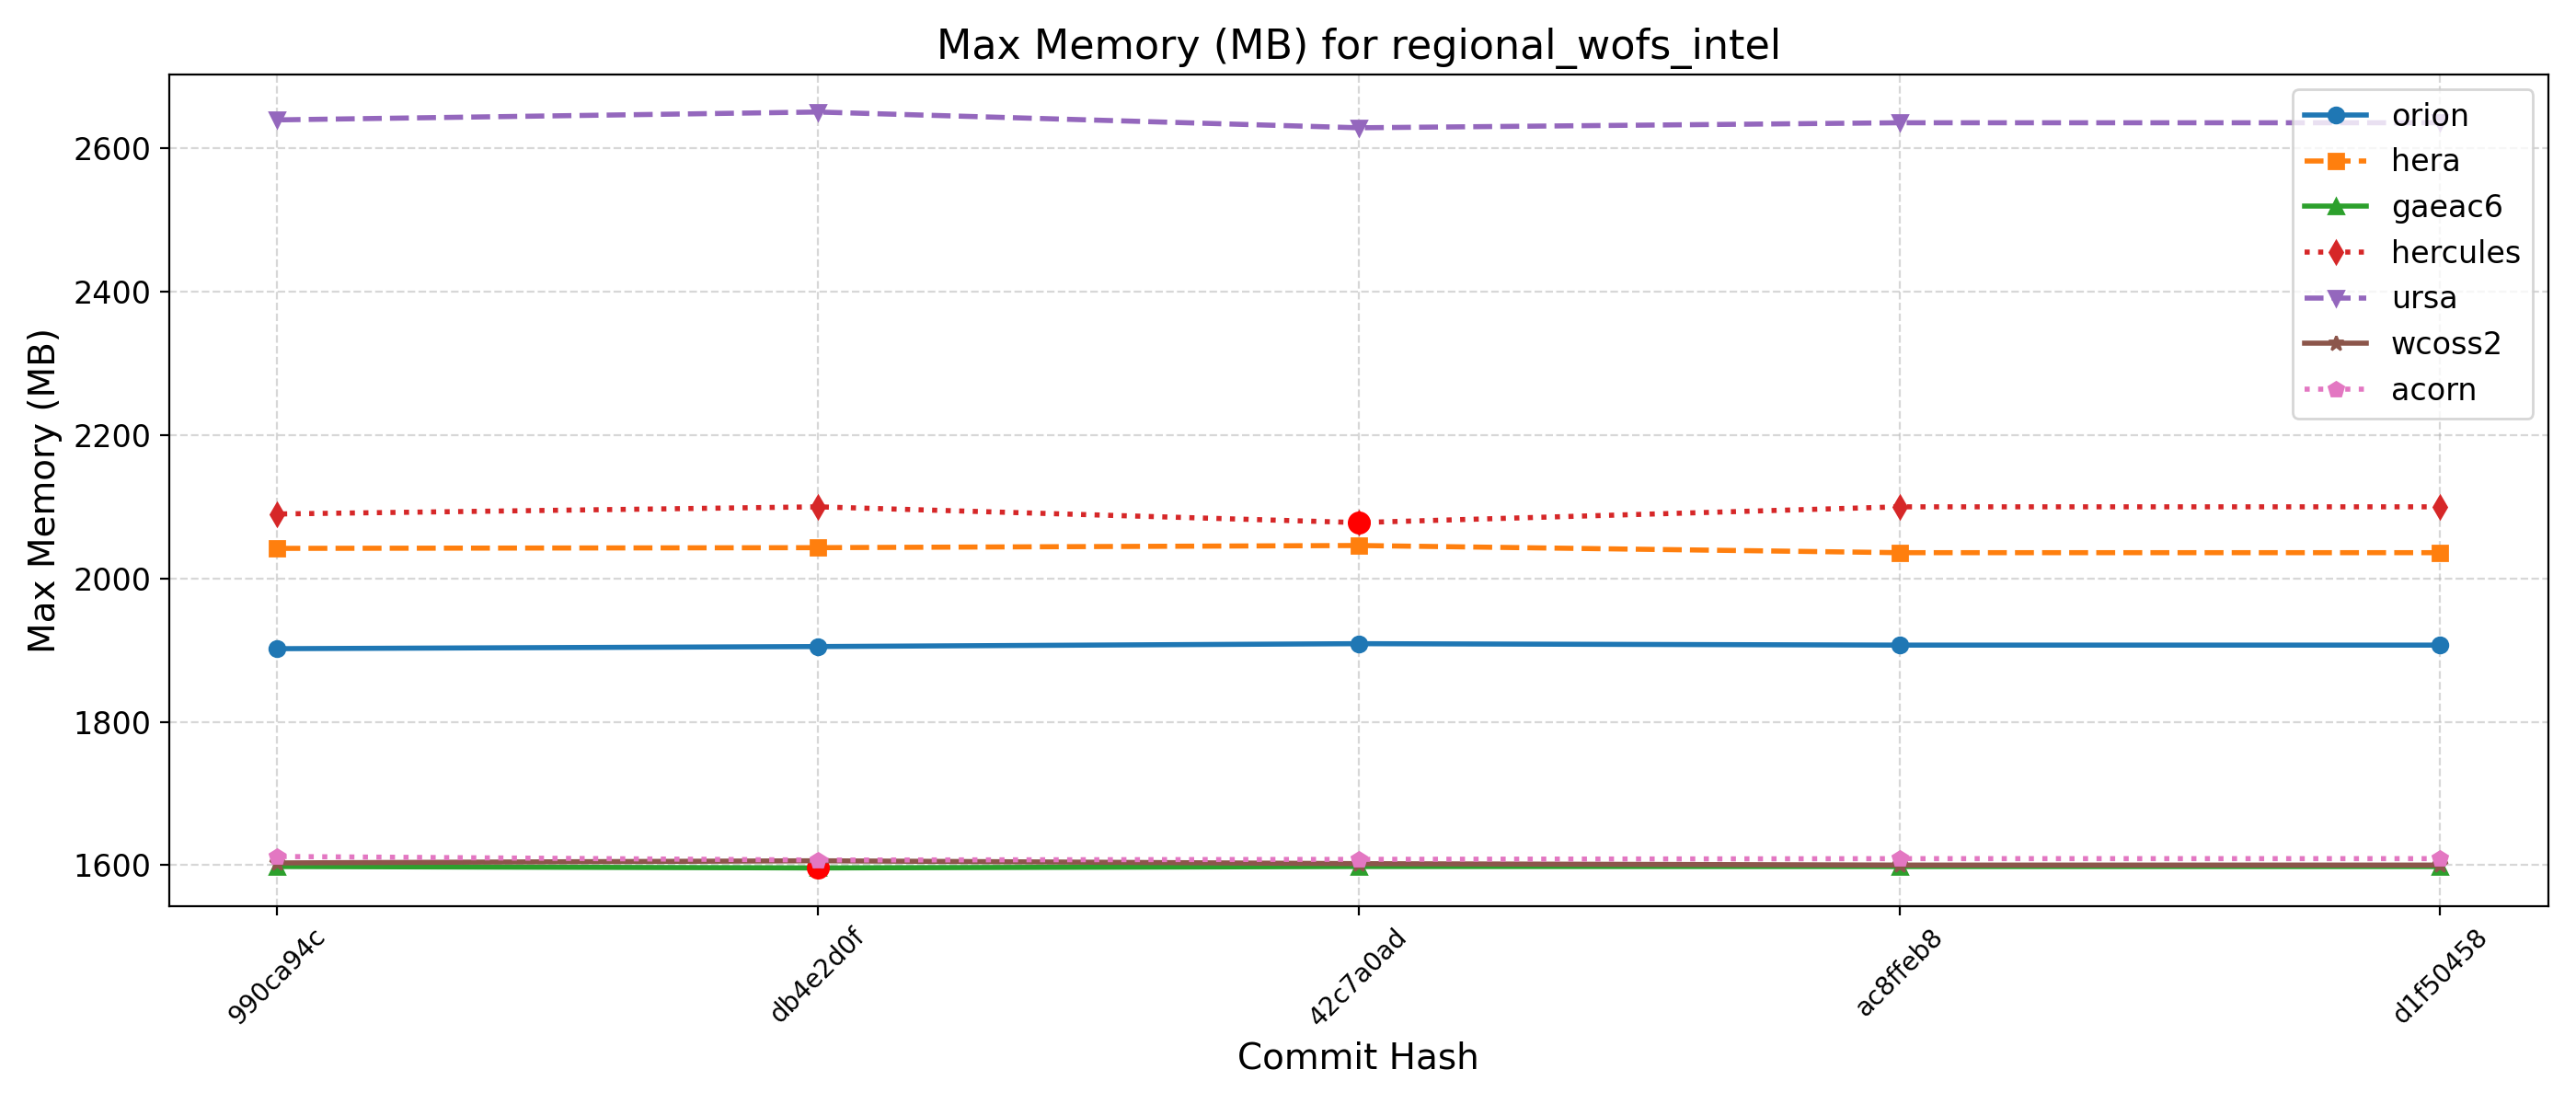 Max Memory (MB) for regional_wofs_intel
Max Memory (MB)
2600
2400
2200
2000
1800
1600
orion
hera
gaeac6
hercules
ursa
wcoss2
acorn
990ca94c
db4e2d0f
42c7a0ad
ac8ffeb8
d1f50458
Commit Hash